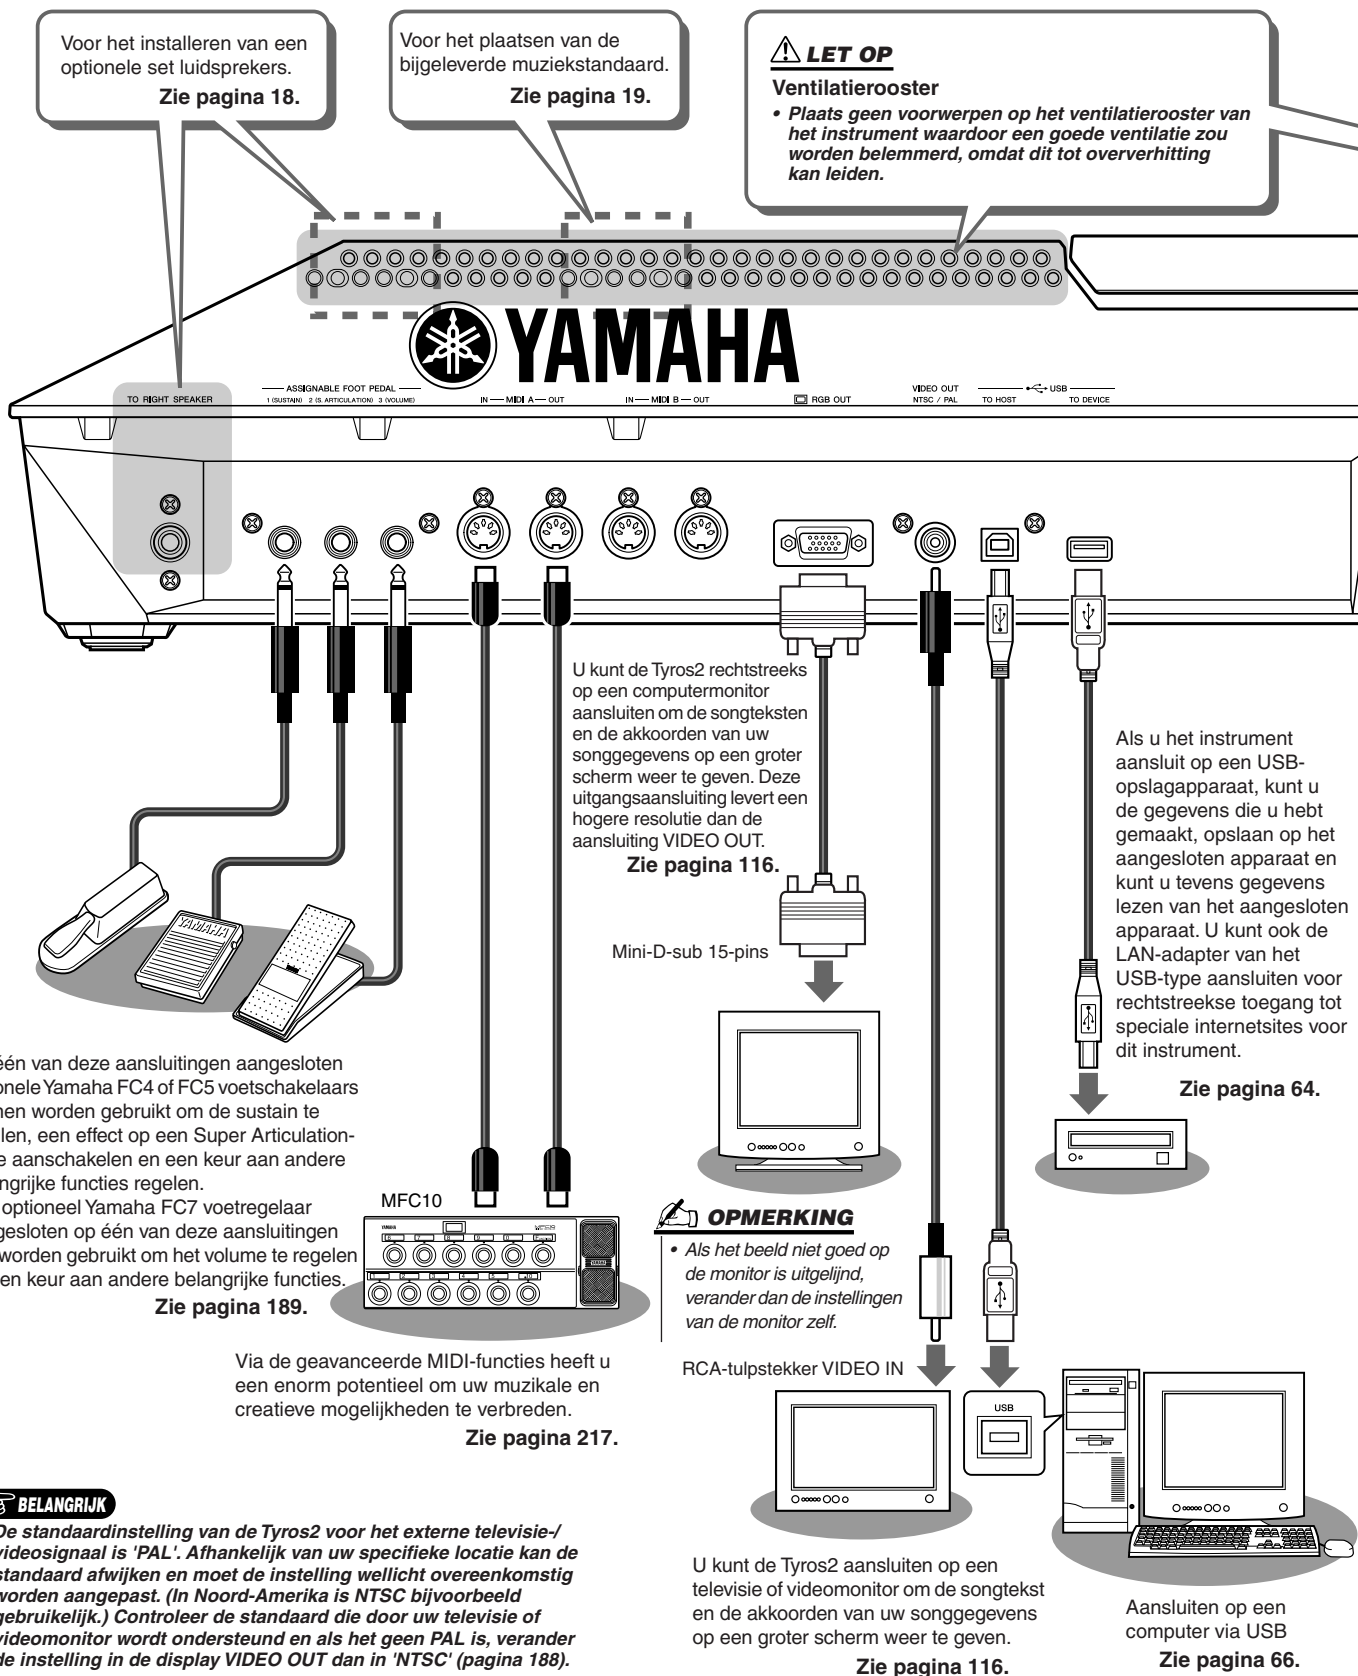 Voor het installeren van een
optionele set luidsprekers.
Zie pagina 18.
Voor het plaatsen van de
bijgeleverde muziekstandaard.
Zie pagina 19.
LET OP
Ventilatierooster
• Plaats geen voorwerpen op het ventilatierooster van
het instrument waardoor een goede ventilatie zou
worden belemmerd, omdat dit tot oververhitting
kan leiden.
YAMAHA
TO RIGHT SPEAKER
ASSIGNABLE FOOT PEDAL
1 (SUSTAIN) 2 (S. ARTICULATION) 3 (VOLUME)
IN — MIDI A — OUT
IN — MIDI B — OUT
RGB OUT
VIDEO OUT
NTSC / PAL
USB
TO HOST
TO DEVICE
U kunt de Tyros2 rechtstreeks
op een computermonitor
aansluiten om de songteksten
en de akkoorden van uw
songgegevens op een groter
scherm weer te geven. Deze
uitgangsaansluiting levert een
hogere resolutie dan de
aansluiting VIDEO OUT.
Zie pagina 116.
Als u het instrument
aansluit op een USB-
opslagapparaat, kunt u
de gegevens die u hebt
gemaakt, opslaan op het
aangesloten apparaat en
kunt u tevens gegevens
lezen van het aangesloten
apparaat. U kunt ook de
LAN-adapter van het
USB-type aansluiten voor
rechtstreekse toegang tot
speciale internetsites voor
dit instrument.
Zie pagina 64.
YAMAHA
Mini-D-sub 15-pins
één van deze aansluitingen aangesloten
onele Yamaha FC4 of FC5 voetschakelaars
nen worden gebruikt om de sustain te
len, een effect op een Super Articulation-
e aanschakelen en een keur aan andere
ngrijke functies regelen.
optioneel Yamaha FC7 voetregelaar
gesloten op één van deze aansluitingen
worden gebruikt om het volume te regelen
en keur aan andere belangrijke functies.
Zie pagina 189.
MFC10
OPMERKING
• Als het beeld niet goed op
de monitor is uitgelijnd,
verander dan de instellingen
van de monitor zelf.
Via de geavanceerde MIDI-functies heeft u
een enorm potentieel om uw muzikale en
creatieve mogelijkheden te verbreden.
Zie pagina 217.
RCA-tulpstekker VIDEO IN
USB
BELANGRIJK
De standaardinstelling van de Tyros2 voor het externe televisie-/
videosignaal is 'PAL'. Afhankelijk van uw specifieke locatie kan de
standaard afwijken en moet de instelling wellicht overeenkomstig
worden aangepast. (In Noord-Amerika is NTSC bijvoorbeeld
gebruikelijk.) Controleer de standaard die door uw televisie of
videomonitor wordt ondersteund en als het geen PAL is, verander
de instelling in de display VIDEO OUT dan in 'NTSC' (pagina 188).
U kunt de Tyros2 aansluiten op een
televisie of videomonitor om de songtekst
en de akkoorden van uw songgegevens
op een groter scherm weer te geven.
Zie pagina 116.
Aansluiten op een
computer via USB
Zie pagina 66.